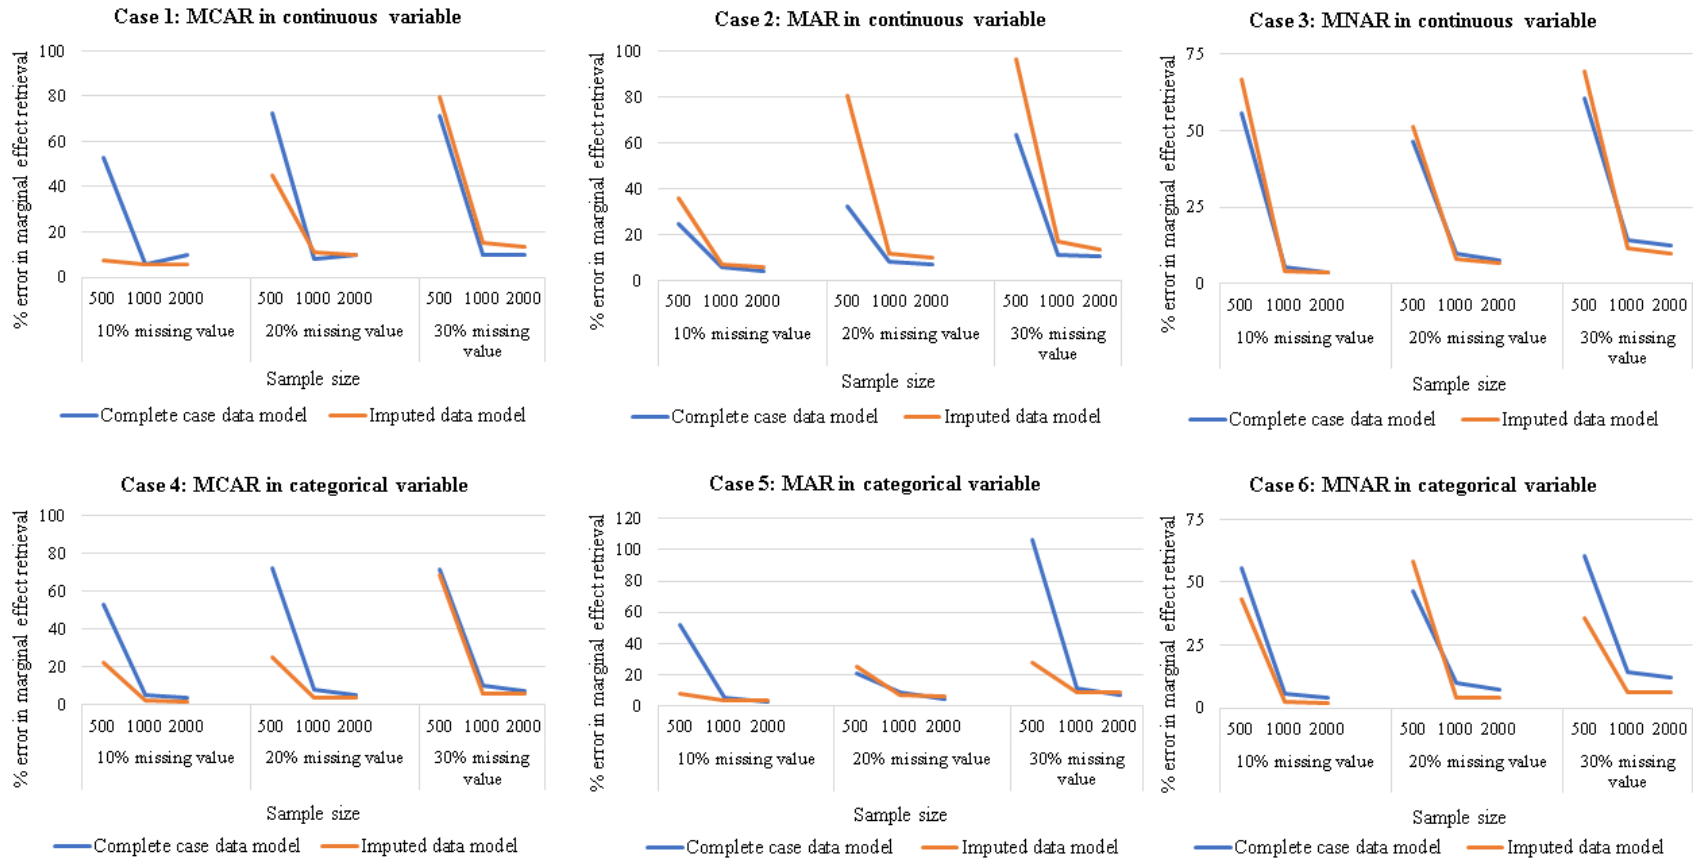 Case 1: MCAR in continuous variable
% error in marginal effect retrieval
100
80
60
40
20
0
500 1000 2000 500 1000 2000 500 1000 2000
10% missing value 20% missing value 30% missing
value
Sample size
Complete case data model Imputed data model
Case 2: MAR in continuous variable
% error in marginal effect retrieval
100
80
60
40
20
0
500 1000 2000 500 1000 2000 500 1000 2000
10% missing value 20% missing value 30% missing
value
Sample size
Complete case data model Imputed data model
Case 3: MNAR in continuous variable
% error in marginal effect retrieval
75
50
25
0
500 1000 2000 500 1000 2000 500 1000 2000
10% missing value 20% missing value 30% missing
value
Sample size
Complete case data model Imputed data model
Case 4: MCAR in categorical variable
% error in marginal effect retrieval
100
80
60
40
20
0
500 1000 2000 500 1000 2000 500 1000 2000
10% missing value 20% missing value 30% missing
value
Sample size
Complete case data model Imputed data model
Case 5: MAR in categorical variable
% error in marginal effect retrieval
120
100
80
60
40
20
0
500 1000 2000 500 1000 2000 500 1000 2000
10% missing value 20% missing value 30% missing
value
Sample size
Complete case data model Imputed data model
Case 6: MNAR in categorical variable
% error in marginal effect retrieval
75
50
25
0
500 1000 2000 500 1000 2000 500 1000 2000
10% missing value 20% missing value 30% missing
value
Sample size
Complete case data model Imputed data model